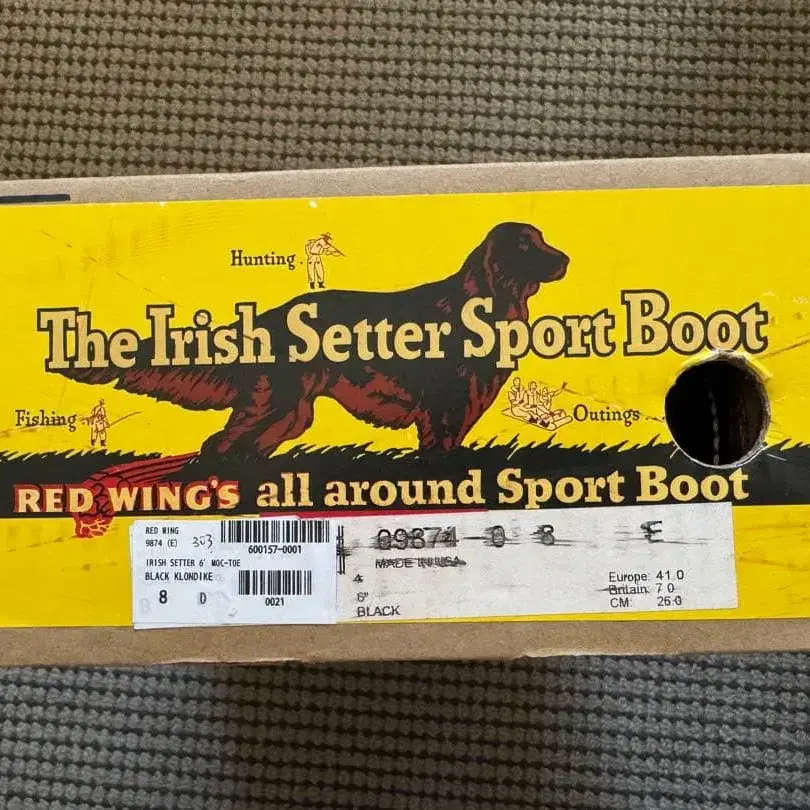 Hunting
The Irish Setter Sport Boot
Fishing
Outings
RED WING'S all around Sport Boot
RED WING
9874 (E) 303
600157-0001
IRISH SETTER 6' MOC-TOE
BLACK KLONDIKE
8 D
0021
09874 0 8 E
MADE IN USA
4
6"
BLACK
Europe: 41.0
Britain: 7.0
CM: 26.0